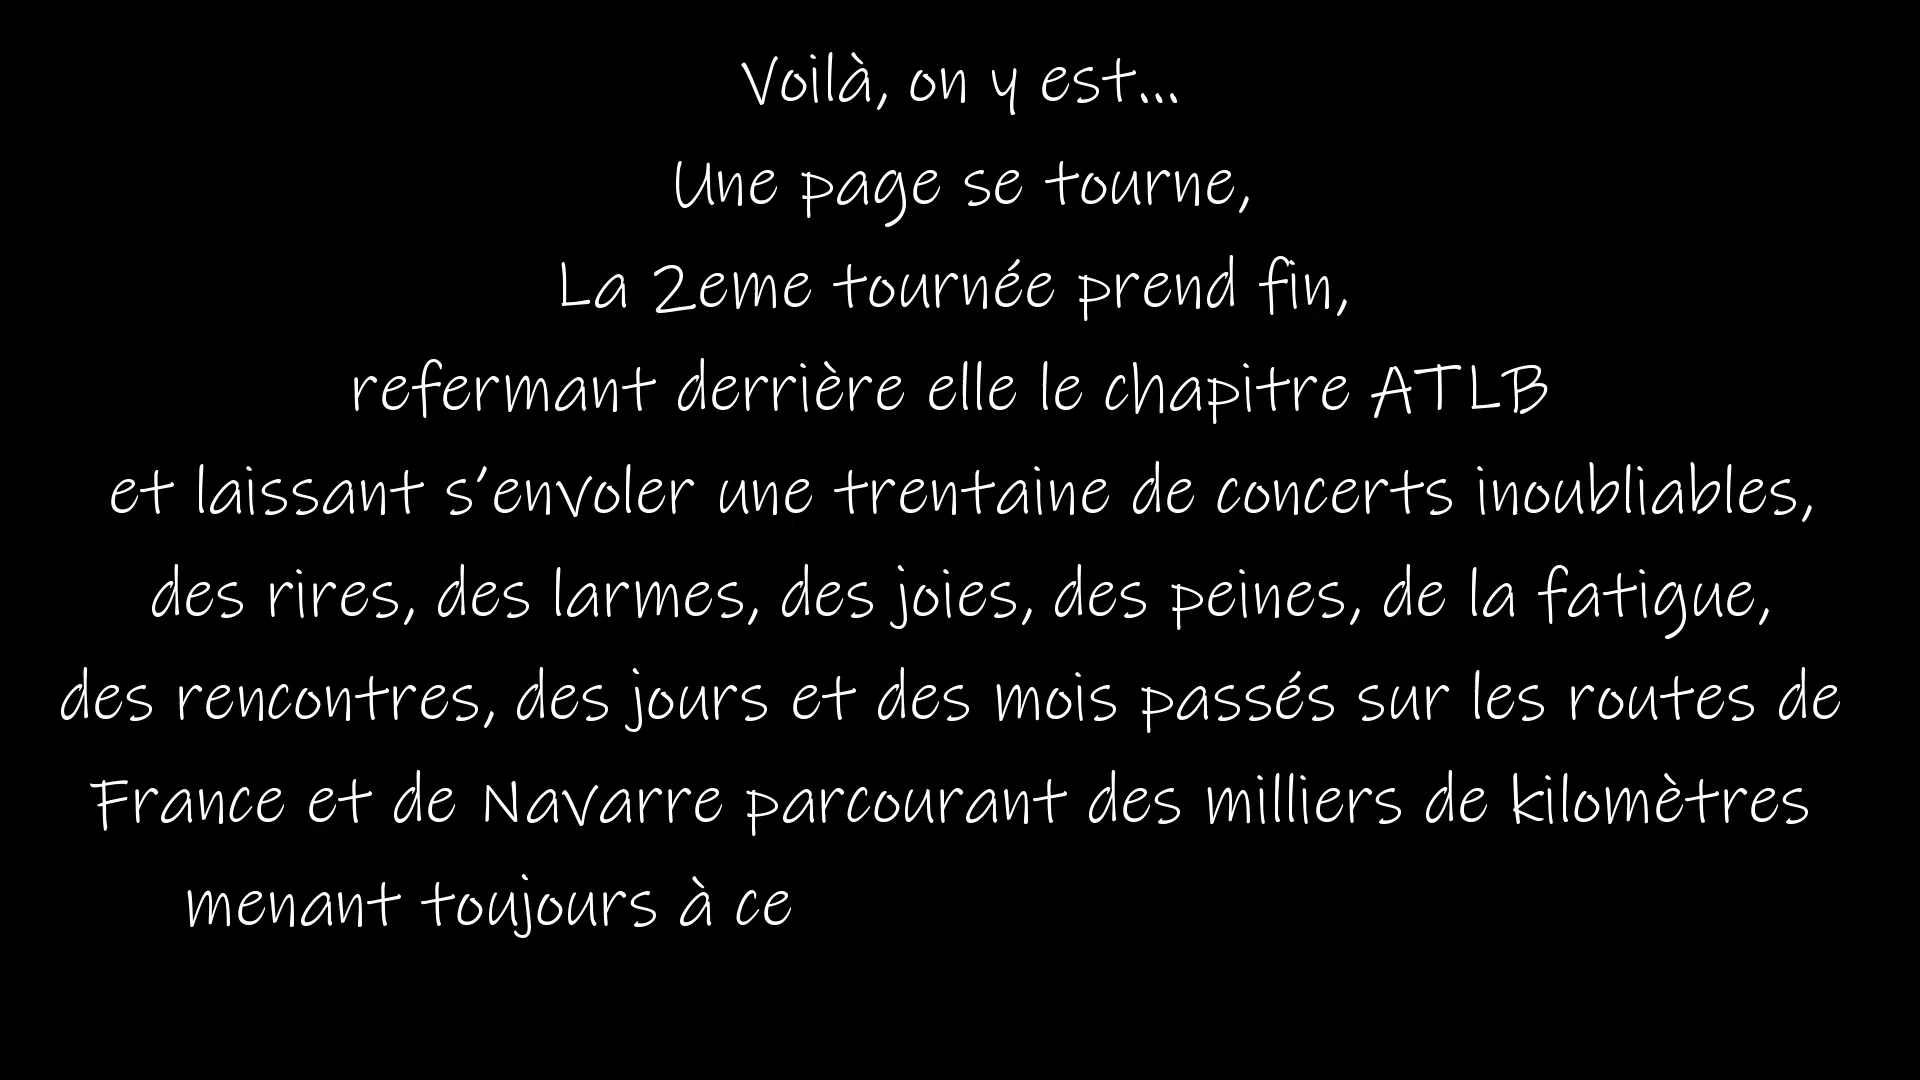 Voilà, on y est...
Une page se tourne,
La 2eme tournée prend fin,
refermant derrière elle le chapitre ATLB
et laissant s’envoler une trentaine de concerts inoubliables,
des rires, des larmes, des joies, des peines, de la fatigue,
des rencontres, des jours et des mois passés sur les routes de
France et de Navarre parcourant des milliers de kilomètres
menant toujours à ce